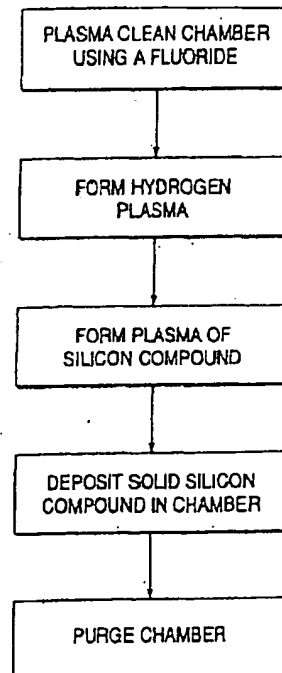 PLASMA CLEAN CHAMBER
USING A FLUORIDE
FORM HYDROGEN
PLASMA
FORM PLASMA OF
SILICON COMPOUND
DEPOSIT SOLID SILICON
COMPOUND IN CHAMBER
PURGE CHAMBER